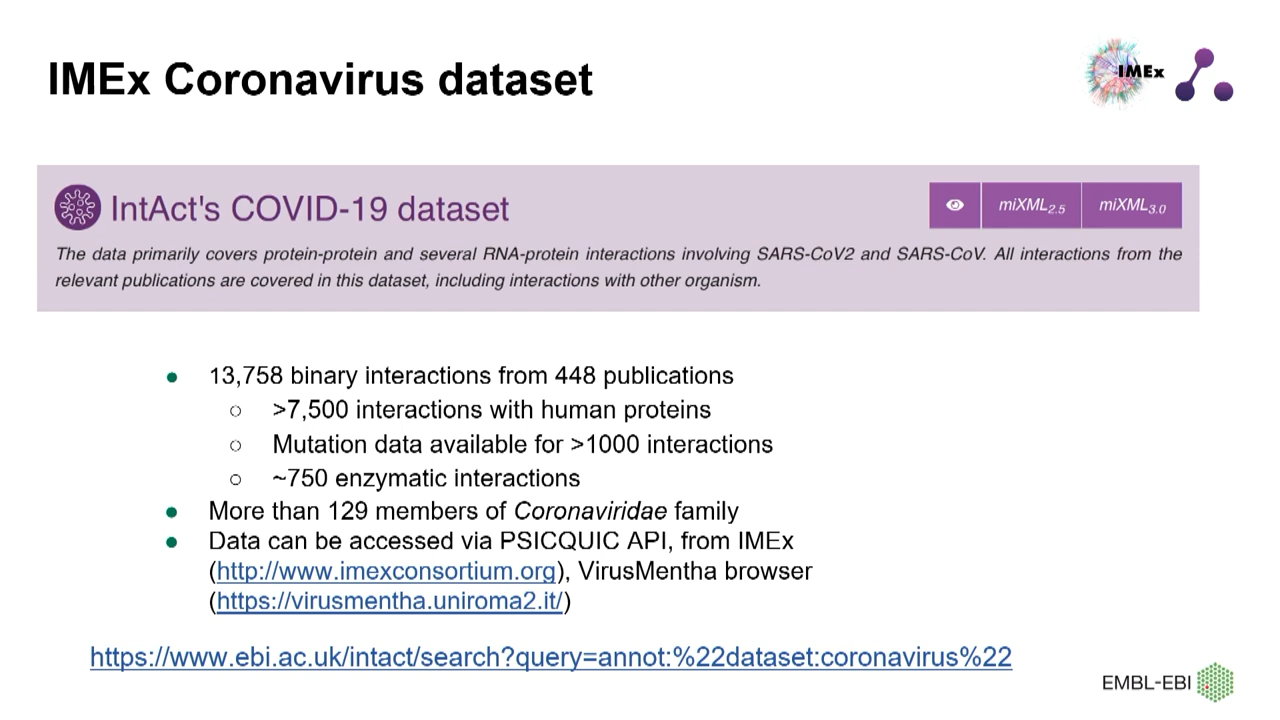 IMEx Coronavirus dataset
IMEx
IntAct's COVID-19 dataset
miXML2.5
miXML3.0
The data primarily covers protein-protein and several RNA-protein interactions involving SARS-CoV2 and SARS-CoV. All interactions from the
relevant publications are covered in this dataset, including interactions with other organism.
● 13,758 binary interactions from 448 publications
○ >7,500 interactions with human proteins
○ Mutation data available for >1000 interactions
○ ~750 enzymatic interactions
● More than 129 members of Coronaviridae family
● Data can be accessed via PSICQUIC API, from IMEx
(http://www.imexconsortium.org), VirusMentha browser
(https://virusmentha.uniroma2.it/)
https://www.ebi.ac.uk/intact/search?query=annot:%22dataset:coronavirus%22
EMBL-EBI